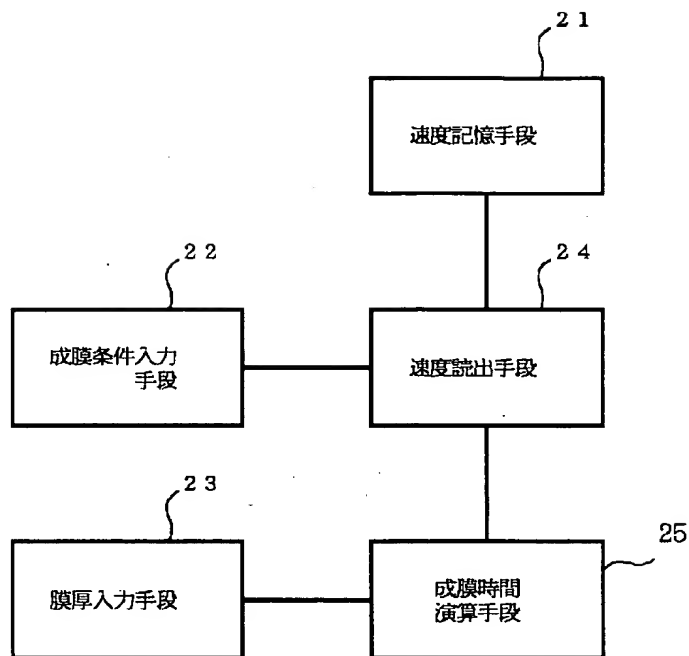 ２１
速度記憶手段
２２
２４
成膜条件入力
手段
速度読出手段
２３
25
膜厚入力手段
成膜時間
演算手段